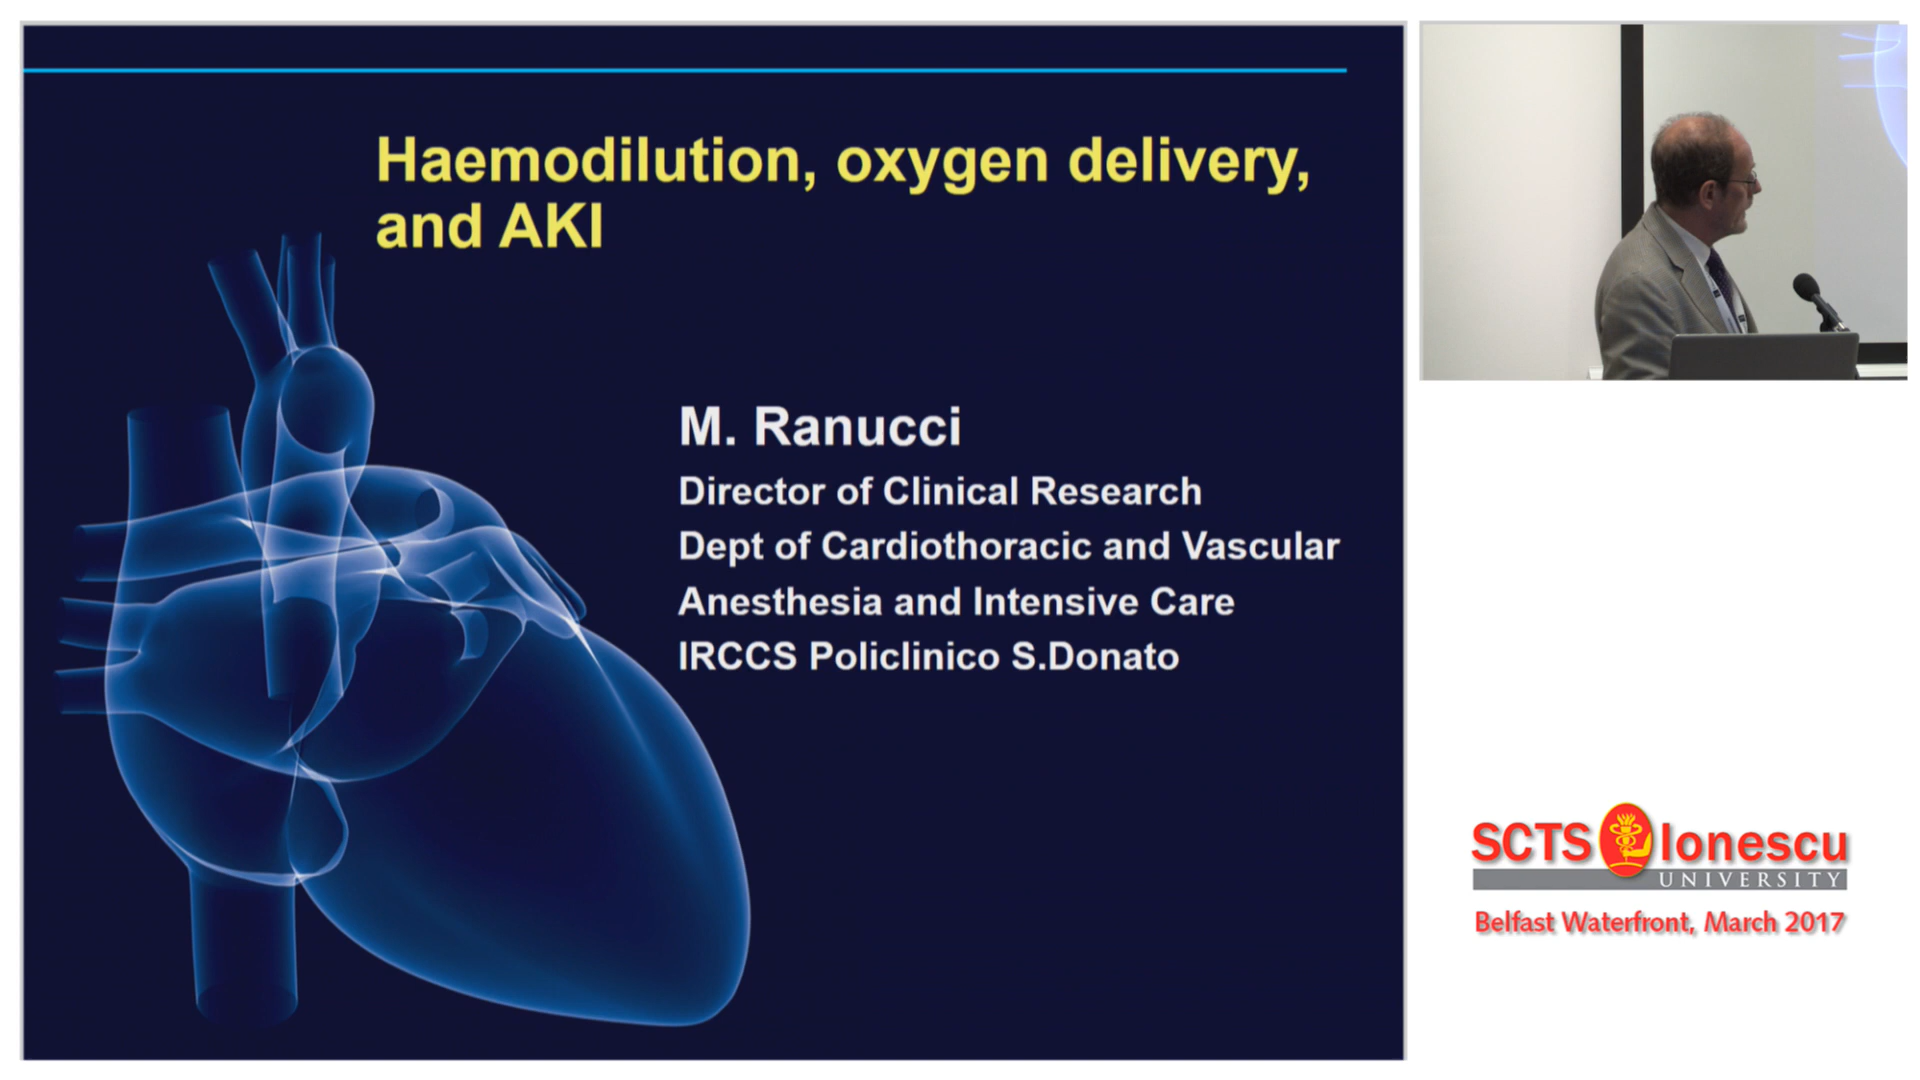 Haemodilution, oxygen delivery,
and AKI
M. Ranucci
Director of Clinical Research
Dept of Cardiothoracic and Vascular
Anesthesia and Intensive Care
IRCCS Policlinico S.Donato
SCTS Ionescu
UNIVERSITY
Belfast Waterfront, March 2017